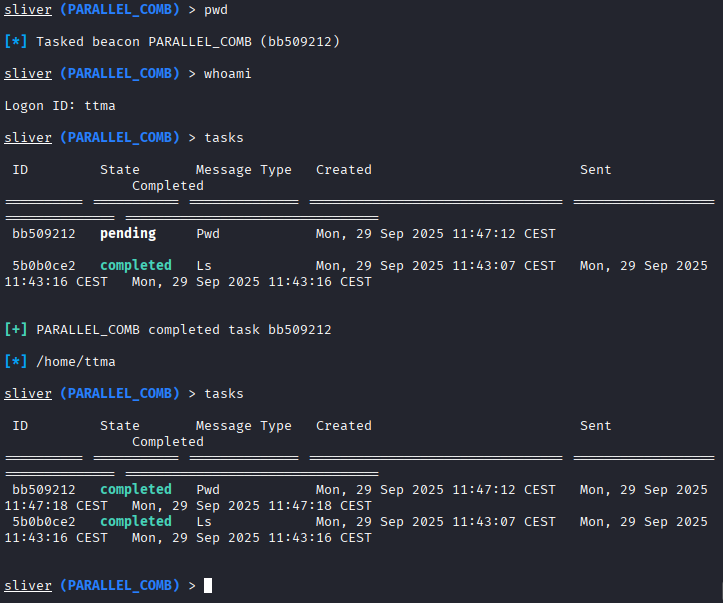 sliver (PARALLEL_COMB) > pwd
[*] Tasked beacon PARALLEL_COMB (bb509212)
sliver (PARALLEL_COMB) > whoami
Logon ID: ttma
sliver (PARALLEL_COMB) > tasks
ID State Message Type Created Sent
Completed
========== =========== ============== ================================ ==================
============== ================================
bb509212 pending Pwd Mon, 29 Sep 2025 11:47:12 CEST
5b0b0ce2 completed Ls Mon, 29 Sep 2025 11:43:07 CEST Mon, 29 Sep 2025
11:43:16 CEST Mon, 29 Sep 2025 11:43:16 CEST
[+] PARALLEL_COMB completed task bb509212
[*] /home/ttma
sliver (PARALLEL_COMB) > tasks
ID State Message Type Created Sent
Completed
========== =========== ============== ================================ ==================
============== ================================
bb509212 completed Pwd Mon, 29 Sep 2025 11:47:12 CEST Mon, 29 Sep 2025
11:47:18 CEST Mon, 29 Sep 2025 11:47:18 CEST
5b0b0ce2 completed Ls Mon, 29 Sep 2025 11:43:07 CEST Mon, 29 Sep 2025
11:43:16 CEST Mon, 29 Sep 2025 11:43:16 CEST
sliver (PARALLEL_COMB) >